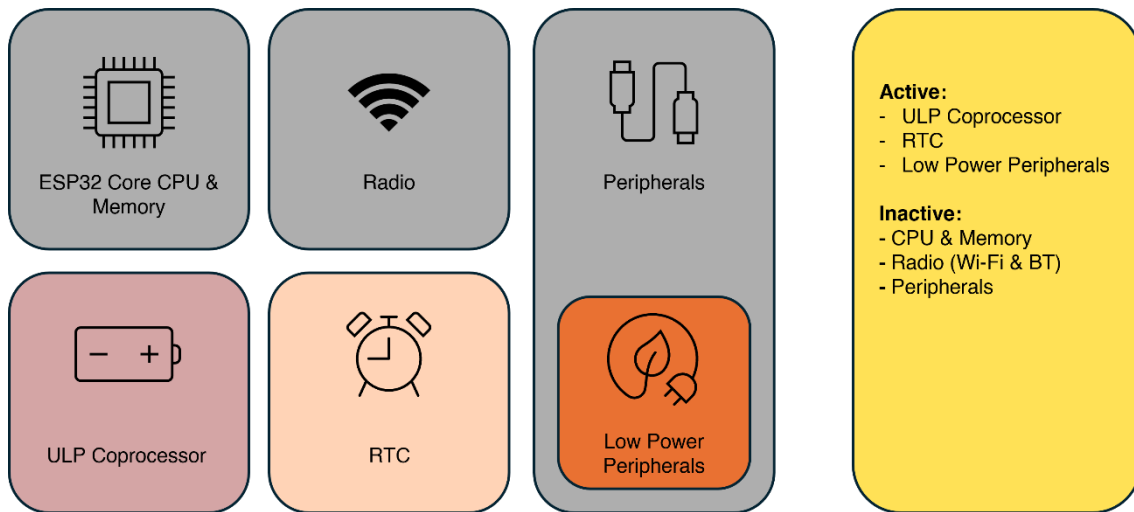 ESP32 Core CPU &
Memory
Radio
Peripherals
ULP Coprocessor
RTC
Low Power
Peripherals
Active:
- ULP Coprocessor
- RTC
- Low Power Peripherals
Inactive:
- CPU & Memory
- Radio (Wi-Fi & BT)
- Peripherals